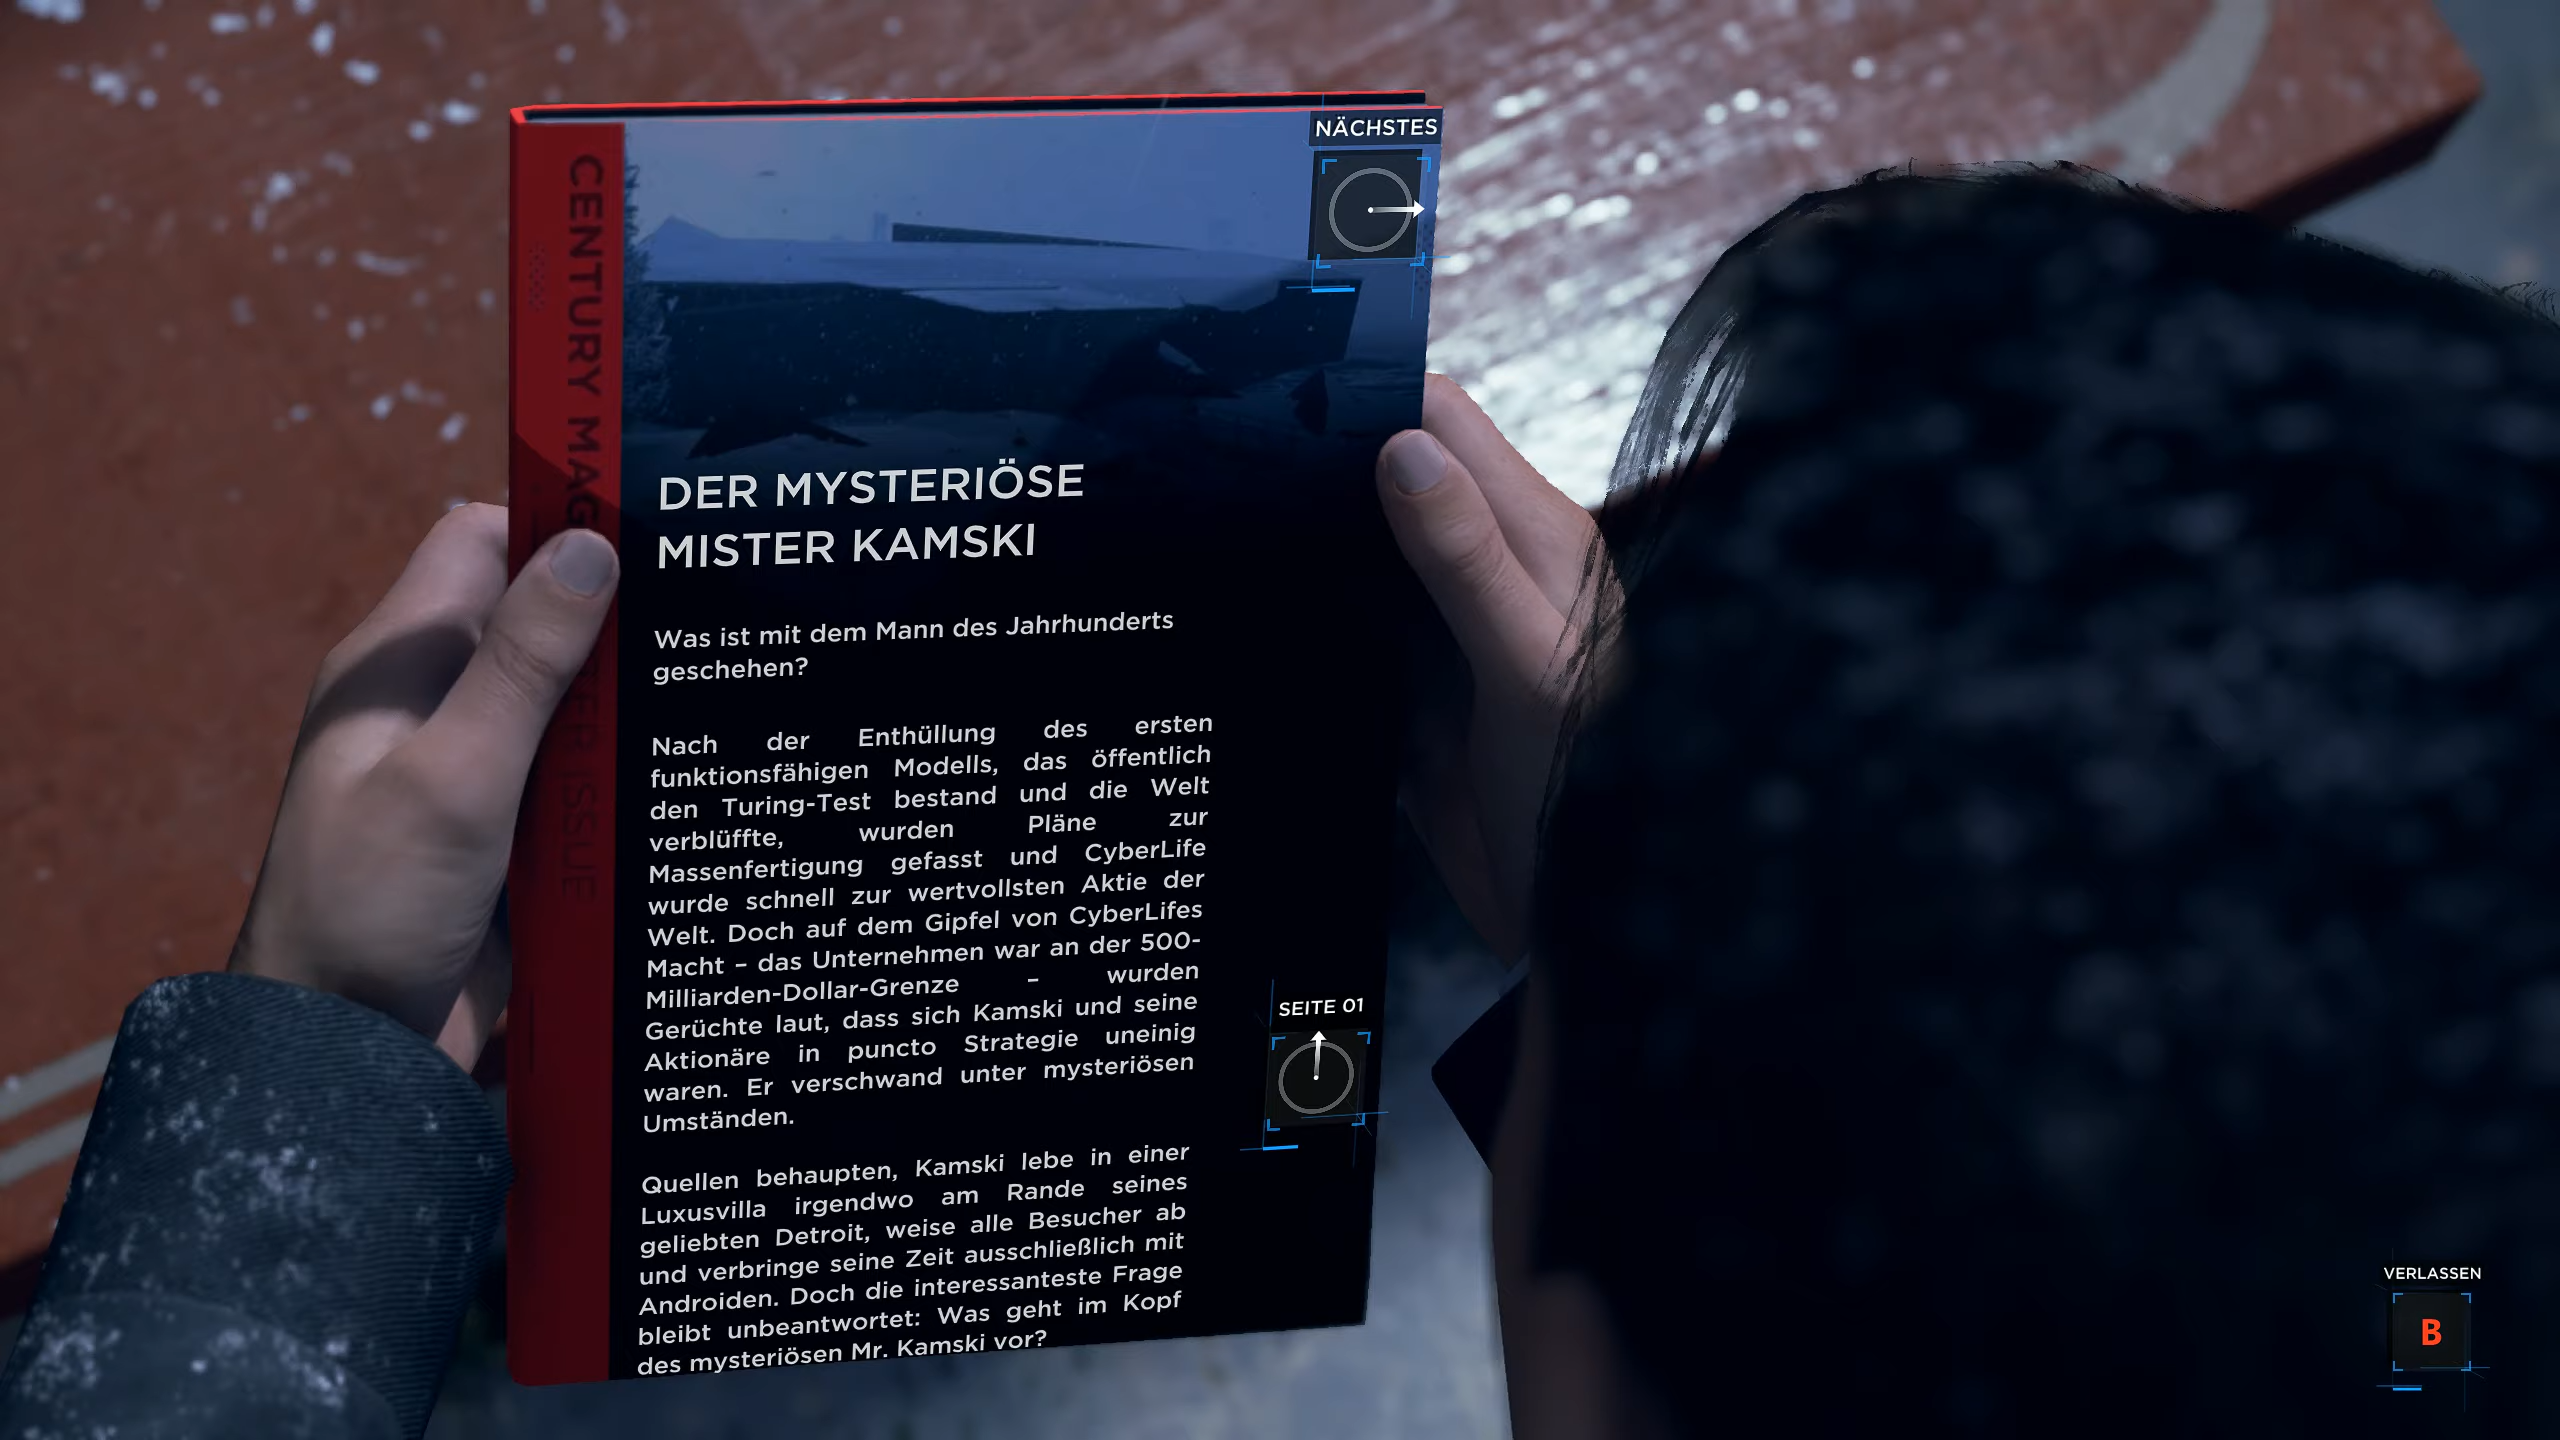 NÄCHSTES
CENTURY MAG
TER ISSUE
DER MYSTERIÖSE
MISTER KAMSKI
Was ist mit dem Mann des Jahrhunderts
geschehen?
Nach der Enthüllung des ersten
funktionsfähigen Modells, das öffentlich
den Turing-Test bestand und die Welt
verblüffte, wurden Pläne zur
Massenfertigung gefasst und CyberLife
wurde schnell zur wertvollsten Aktie der
Welt. Doch auf dem Gipfel von CyberLifes
Macht – das Unternehmen war an der 500-
Milliarden-Dollar-Grenze – wurden
Gerüchte laut, dass sich Kamski und seine
Aktionäre in puncto Strategie uneinig
waren. Er verschwand unter mysteriösen
Umständen.
Quellen behaupten, Kamski lebe in einer
Luxusvilla irgendwo am Rande seines
geliebten Detroit, weise alle Besucher ab
und verbringe seine Zeit ausschließlich mit
Androiden. Doch die interessanteste Frage
bleibt unbeantwortet: Was geht im Kopf
des mysteriösen Mr. Kamski vor?
SEITE 01
VERLASSEN
B